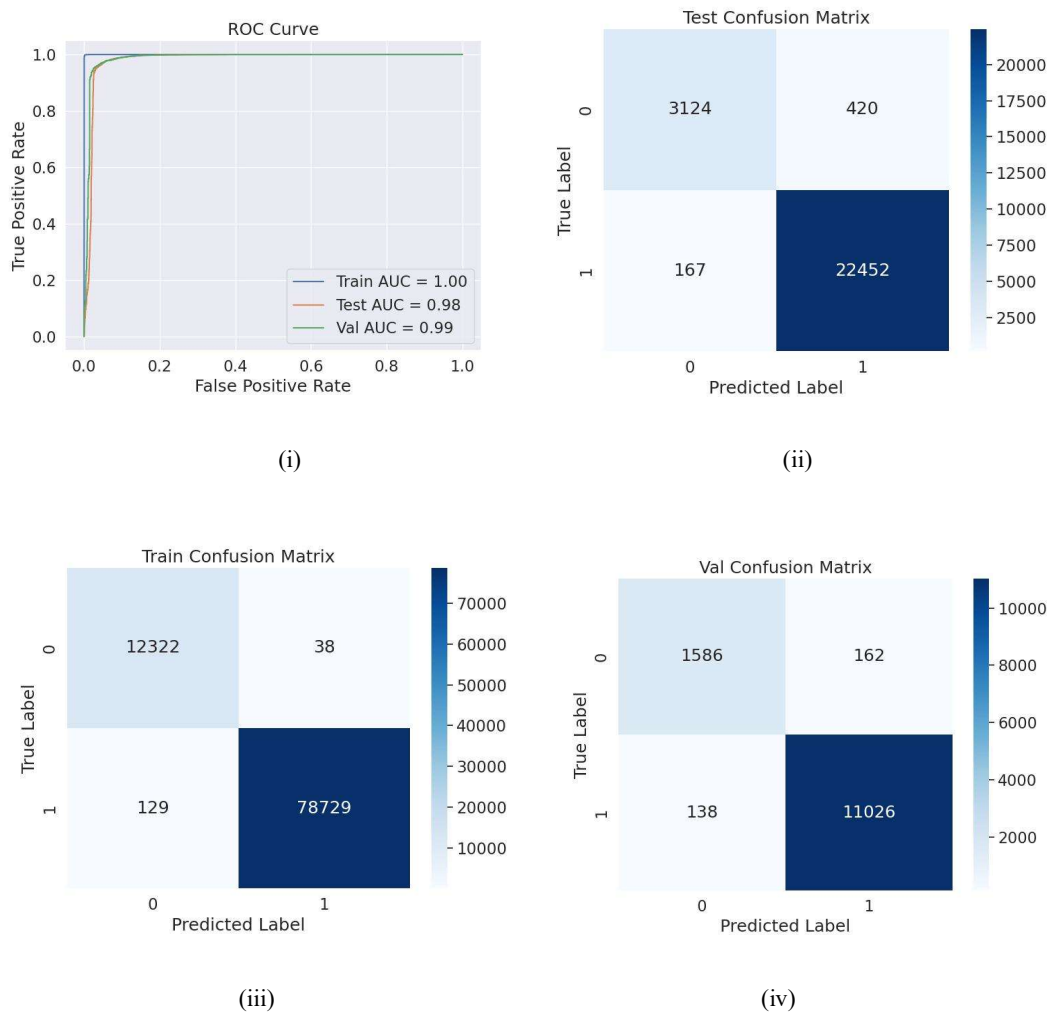 ROC Curve
1.0
0.8
0.6
0.4
0.2
0.0
True Positive Rate
Train AUC = 1.00
Test AUC = 0.98
Val AUC = 0.99
0.0 0.2 0.4 0.6 0.8 1.0
False Positive Rate
(i)
Test Confusion Matrix
True Label
0
3124 420
1
167 22452
0 1
Predicted Label
20000
17500
15000
12500
10000
7500
5000
2500
(ii)
Train Confusion Matrix
True Label
0
12322 38
1
129 78729
0 1
Predicted Label
70000
60000
50000
40000
30000
20000
10000
(iii)
Val Confusion Matrix
True Label
0
1586 162
1
138 11026
0 1
Predicted Label
10000
8000
6000
4000
2000
(iv)